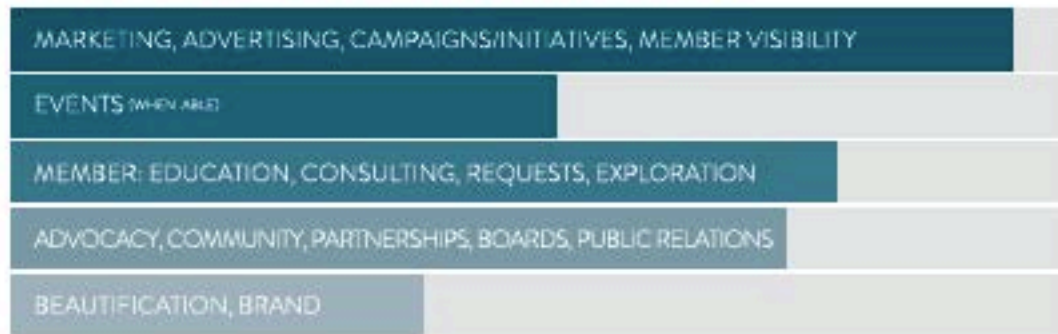 MARKETING, ADVERTISING, CAMPAIGNS/INITIATIVES, MEMBER VISIBILITY
EVENTS (WHEN ABLE)
MEMBER: EDUCATION, CONSULTING, REQUESTS, EXPLORATION
ADVOCACY, COMMUNITY, PARTNERSHIPS, BOARDS, PUBLIC RELATIONS
BEAUTIFICATION, BRAND